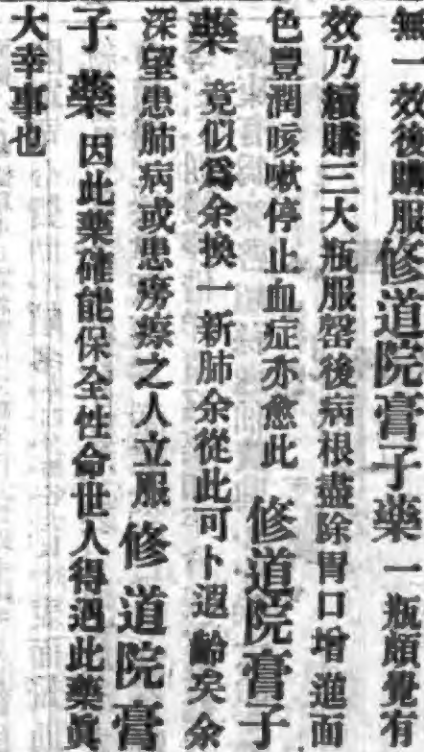 無一效後購服修道院膏子藥一瓶頗覺有
效乃續購三大瓶服罄後病根盡除胃口增進面
色豐潤咳嗽停止血症亦愈此修道院膏子
藥竟似爲余換一新肺余從此可卜遐齡矣余
深望患肺病或患癆瘵之人立服修道院膏
子藥因此藥確能保全性命世人得遇此藥眞
大幸事也